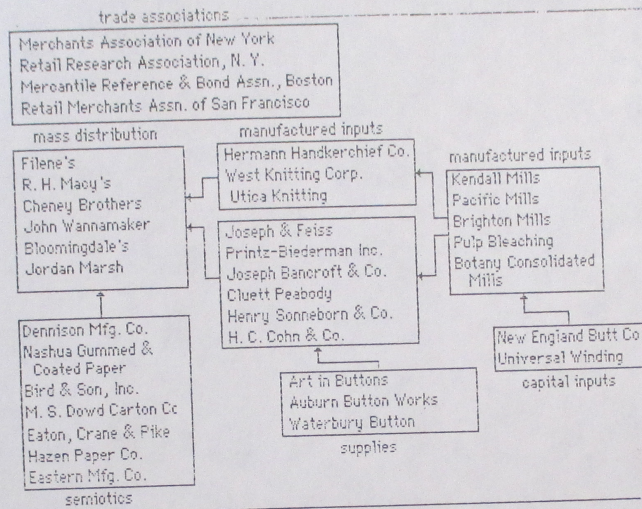 trade associations
Merchants Association of New York
Retail Research Association, N. Y.
Mercantile Reference & Bond Assn., Boston
Retail Merchants Assn. of San Francisco
mass distribution
Filene's
R. H. Macy's
Cheney Brothers
John Wannamaker
Bloomingdale's
Jordan Marsh
manufactured inputs
Hermann Handkerchief Co.
West Knitting Corp.
Utica Knitting
Joseph & Feiss
Printz-Biederman Inc.
Joseph Bancroft & Co.
Cluett Peabody
Henry Sonneborn & Co.
H. C. Cohn & Co.
manufactured inputs
Kendall Mills
Pacific Mills
Brighton Mills
Pulp Bleaching
Botany Consolidated
Mills
New England Butt Co
Universal Winding
capital inputs
Art in Buttons
Auburn Button Works
Waterbury Button
supplies
Dennison Mfg. Co.
Nashua Gummed &
Coated Paper
Bird & Son, Inc.
M. S. Dowd Carton Cc
Eaton, Crane & Pike
Hazen Paper Co.
Eastern Mfg. Co.
semiotics